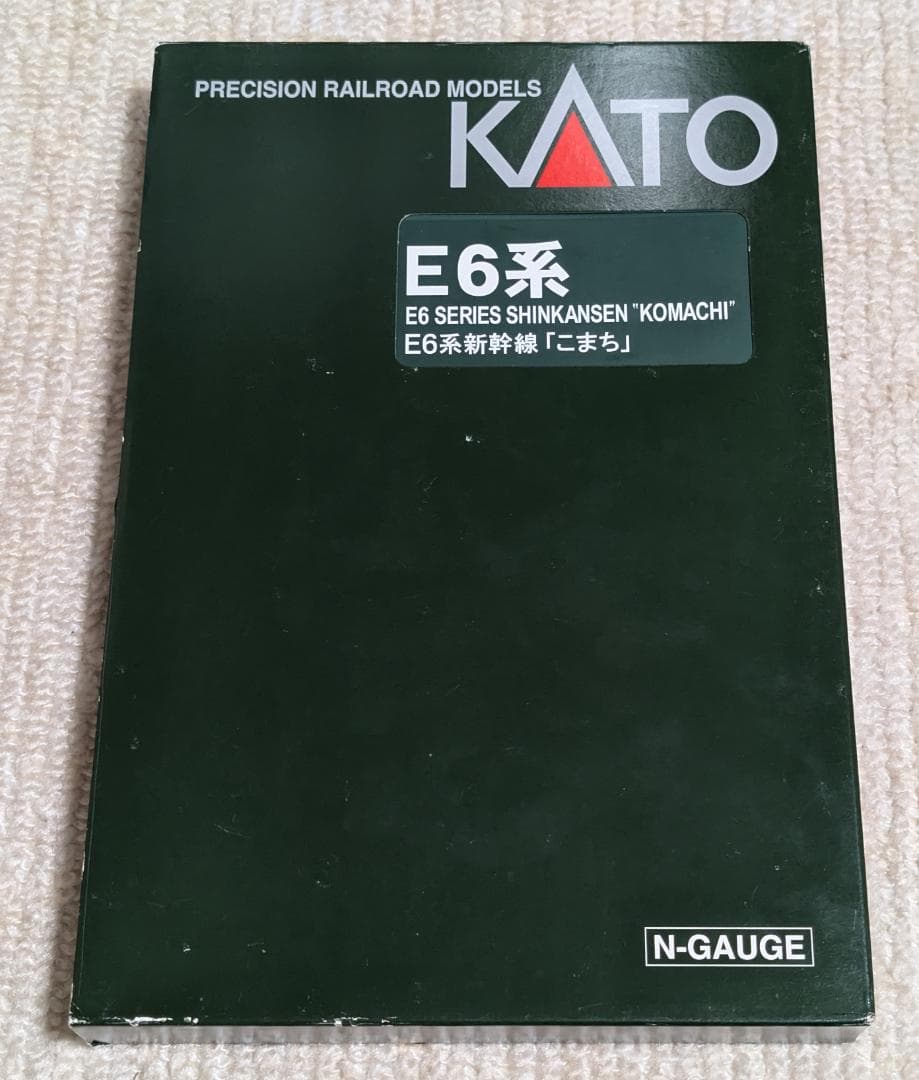 PRECISION RAILROAD MODELS
KATO
E6系
E6 SERIES SHINKANSEN "KOMACHI"
E6系新幹線「こまち」
N-GAUGE